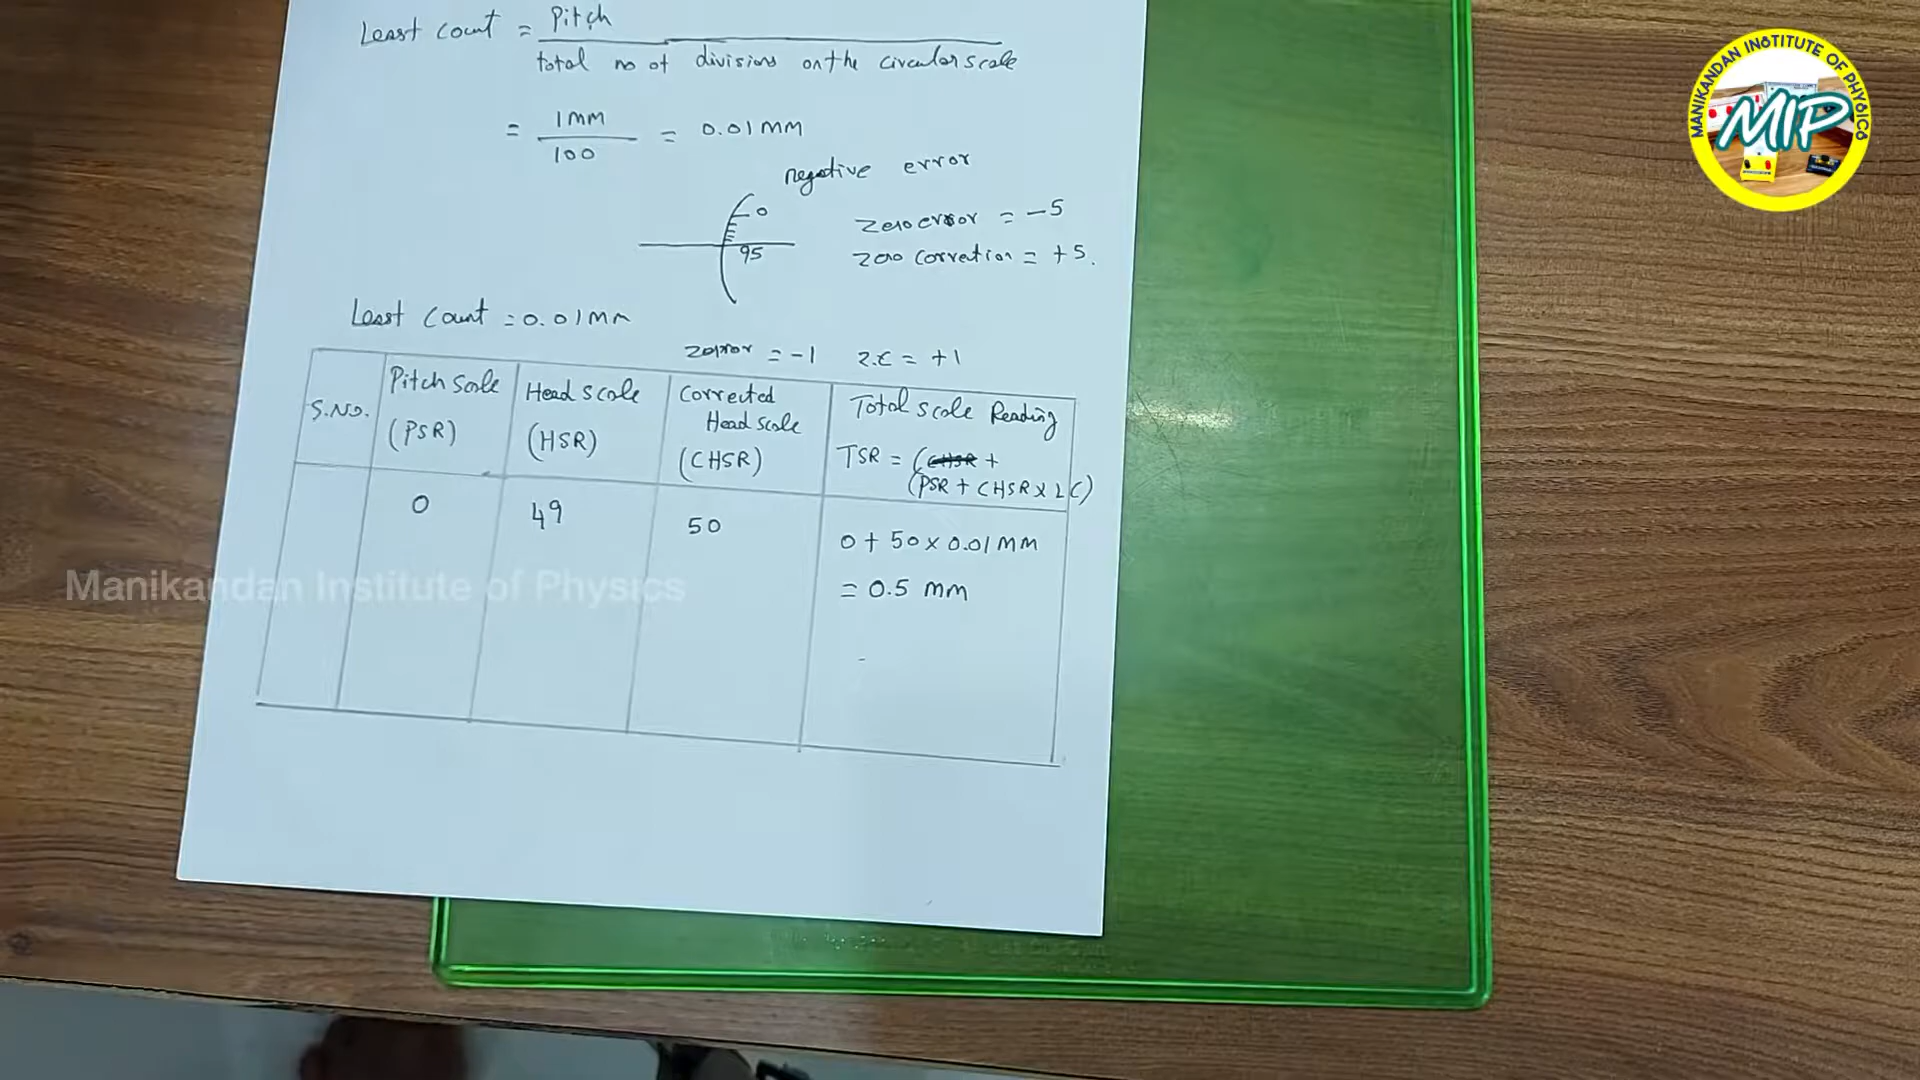 Least count = Pitch
total no of divisions on the circular scale
= 1MM
100
= 0.01MM
negative error
0
95
Zero error = -5
Zero correction = +5.
Least Count = 0.01MM
= -1 Z.C = +1
S.No.
Pitch Scale
(PSR)
Head scale
(HSR)
Corrected
Head Scale
(CHSR)
Total scale Reading
TSR = (CHSR +
(PSR + CHSR X LC)
0
49
50
0 + 50 x 0.01 MM
= 0.5 mm
Manikandan Institute of Physics
MANIKANDAN INSTITUTE OF PHYSICS
MIP